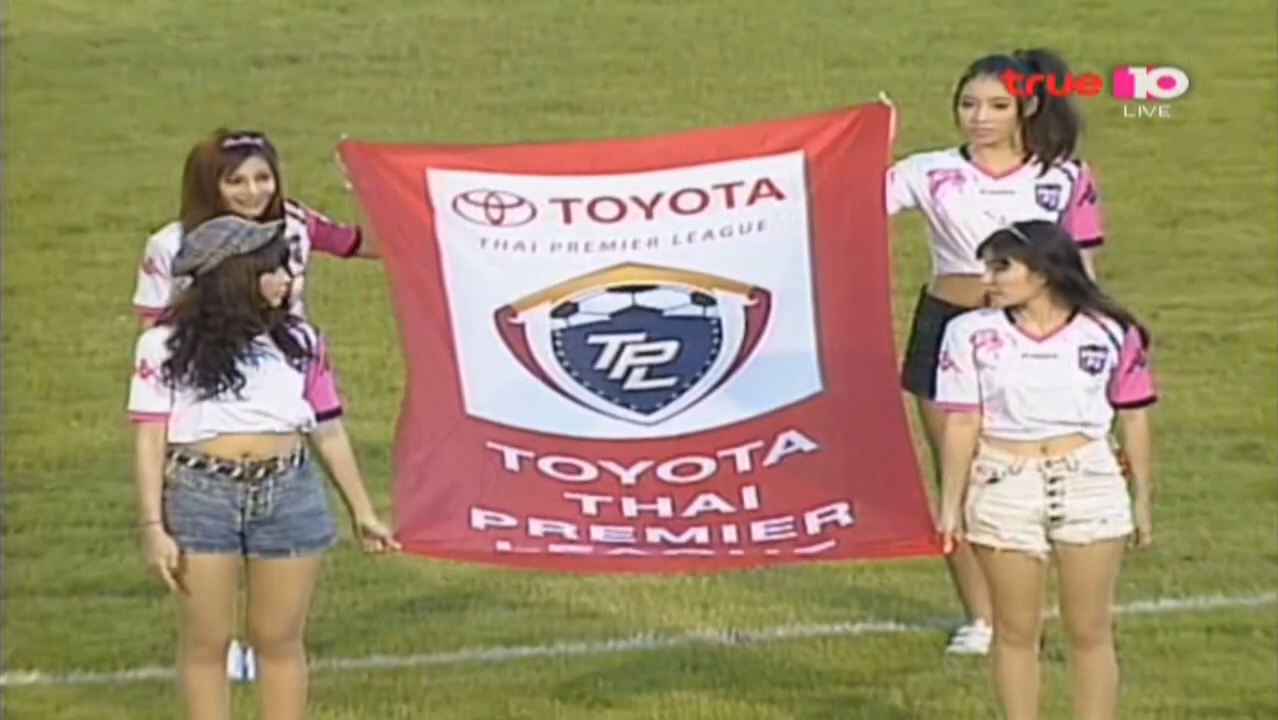 true 10
LIVE
TOYOTA
THAI PREMIER LEAGUE
TPL
TOYOTA
THAI
PREMIER